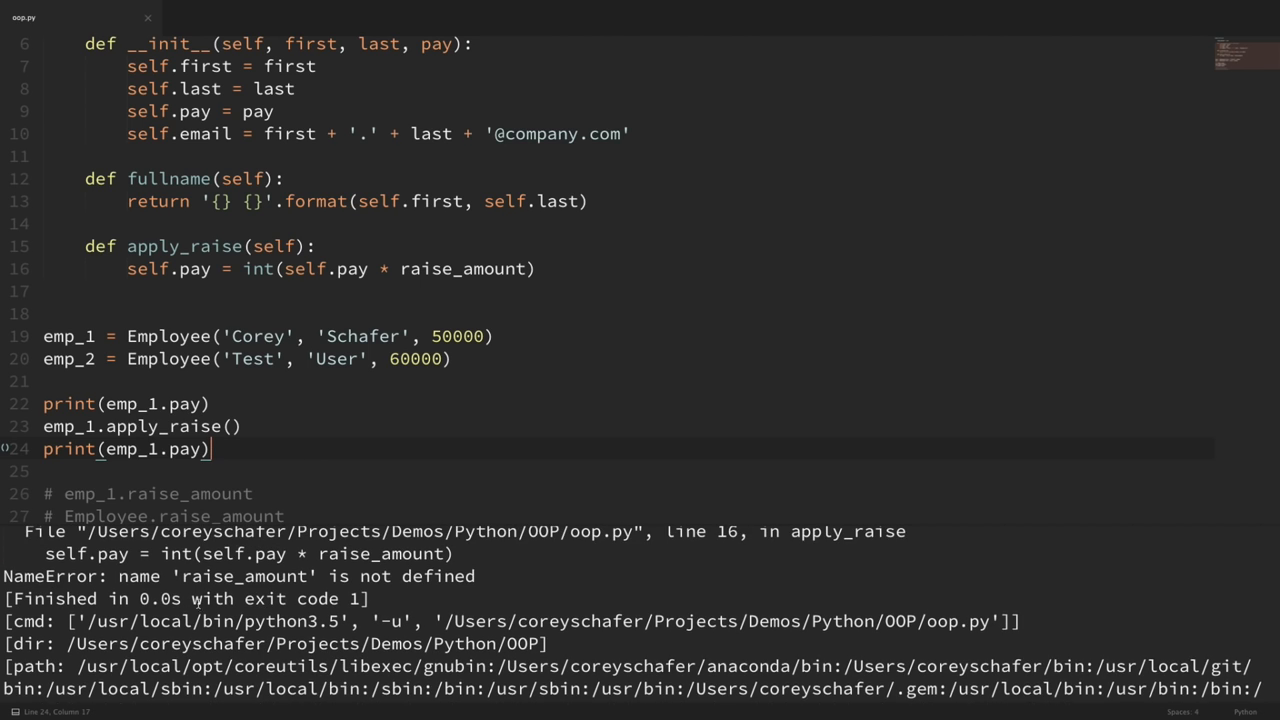 oop.py ×
6 def __init__(self, first, last, pay):
7 self.first = first
8 self.last = last
9 self.pay = pay
10 self.email = first + '.' + last + '@company.com'
11
12 def fullname(self):
13 return '{} {}'.format(self.first, self.last)
14
15 def apply_raise(self):
16 self.pay = int(self.pay * raise_amount)
17
18
19 emp_1 = Employee('Corey', 'Schafer', 50000)
20 emp_2 = Employee('Test', 'User', 60000)
21
22 print(emp_1.pay)
23 emp_1.apply_raise()
()24 print(emp_1.pay)
25
26 # emp_1.raise_amount
27 # Employee.raise_amount
File "/Users/coreyschafer/Projects/Demos/Python/OOP/oop.py", line 16, in apply_raise
self.pay = int(self.pay * raise_amount)
NameError: name 'raise_amount' is not defined
[Finished in 0.0s with exit code 1]
[cmd: ['/usr/local/bin/python3.5', '-u', '/Users/coreyschafer/Projects/Demos/Python/OOP/oop.py']]
[dir: /Users/coreyschafer/Projects/Demos/Python/OOP]
[path: /usr/local/opt/coreutils/libexec/gnubin:/Users/coreyschafer/anaconda/bin:/Users/coreyschafer/bin:/usr/local/git/
bin:/usr/local/sbin:/usr/local/bin:/sbin:/bin:/usr/sbin:/usr/bin:/Users/coreyschafer/.gem:/usr/local/bin:/usr/bin:/bin:/
Line 24, Column 17 Spaces: 4 Python